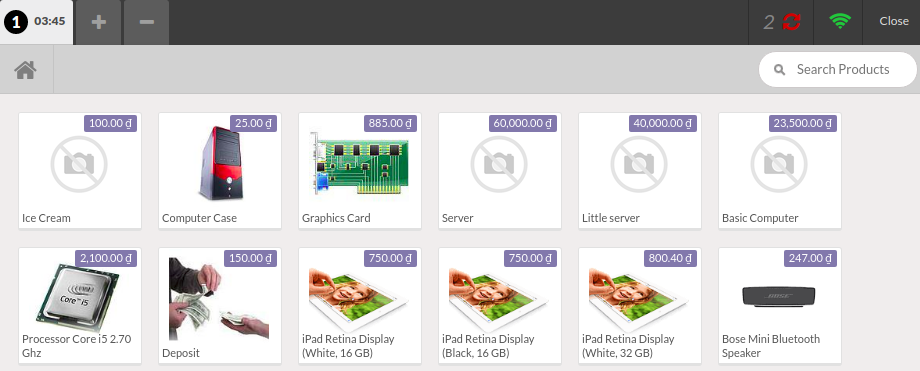 1 03:45 + − 2 Close
Search Products
100.00 ₫
Ice Cream
25.00 ₫
Computer Case
885.00 ₫
Graphics Card
60,000.00 ₫
Server
40,000.00 ₫
Little server
23,500.00 ₫
Basic Computer
2,100.00 ₫
Core™ i5
Processor Core i5 2.70
Ghz
150.00 ₫
Deposit
750.00 ₫
iPad Retina Display
(White, 16 GB)
750.00 ₫
iPad Retina Display
(Black, 16 GB)
800.40 ₫
iPad Retina Display
(White, 32 GB)
247.00 ₫
BOSE
Bose Mini Bluetooth
Speaker